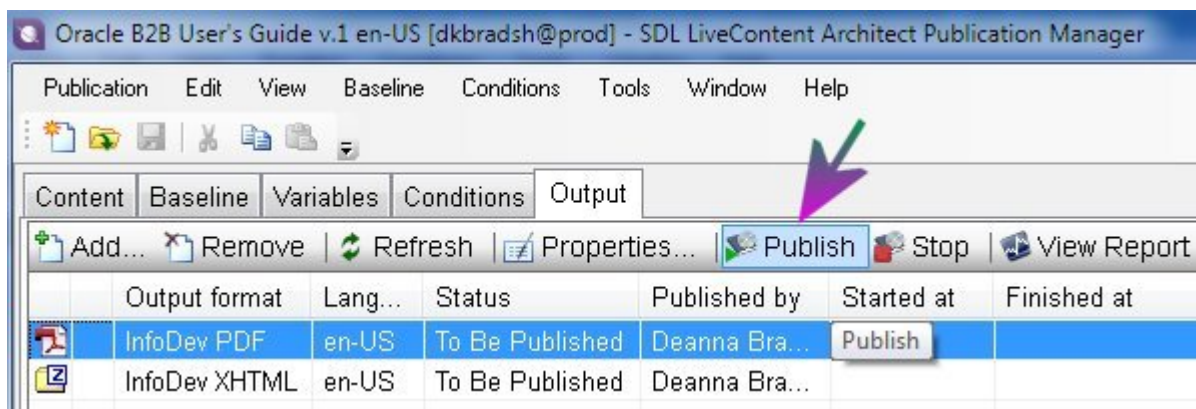 Oracle B2B User's Guide v.1 en-US [dkbradsh@prod] - SDL LiveContent Architect Publication Manager
Publication Edit View Baseline Conditions Tools Window Help
Content Baseline Variables Conditions Output
Add... Remove Refresh Properties... Publish Stop View Report
Output format Lang... Status Published by Started at Finished at
InfoDev PDF en-US To Be Published Deanna Bra... Publish
InfoDev XHTML en-US To Be Published Deanna Bra...